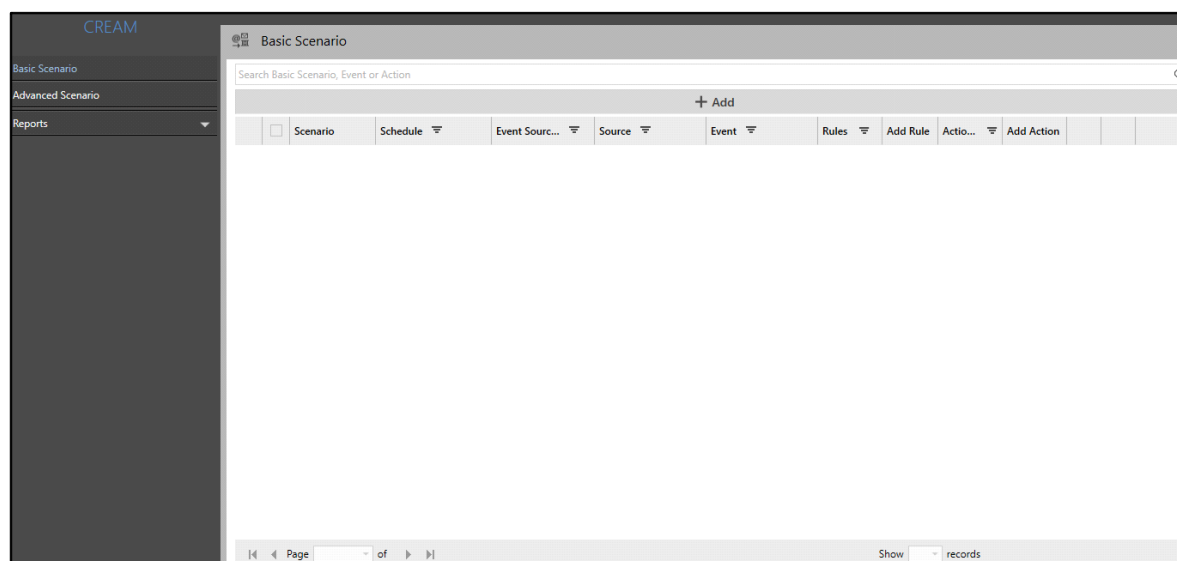 CREAM
Basic Scenario
Advanced Scenario
Reports
Basic Scenario
Search Basic Scenario, Event or Action
+ Add
Scenario Schedule Event Sourc... Source Event Rules Add Rule Actio... Add Action
Page of Show records